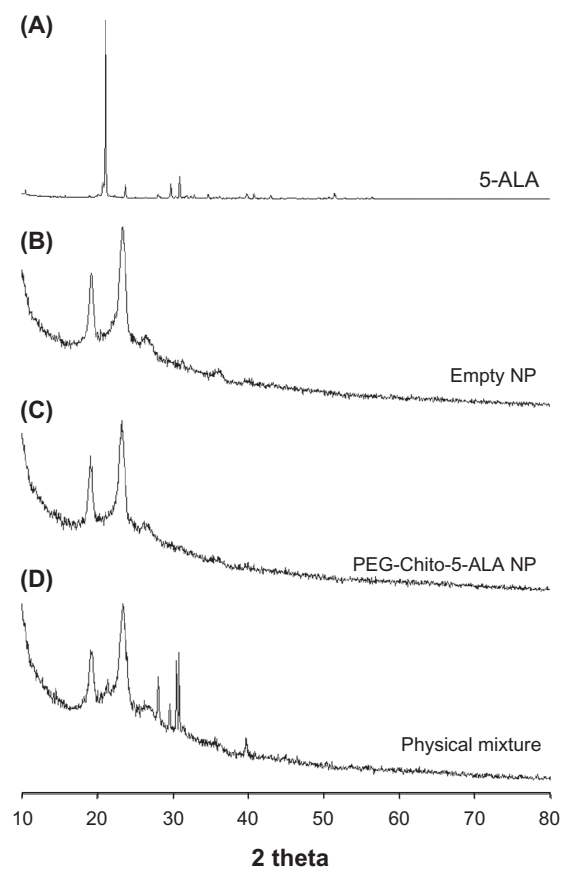 (A)
5-ALA
(B)
Empty NP
(C)
PEG-Chito-5-ALA NP
(D)
Physical mixture
10 20 30 40 50 60 70 80
2 theta